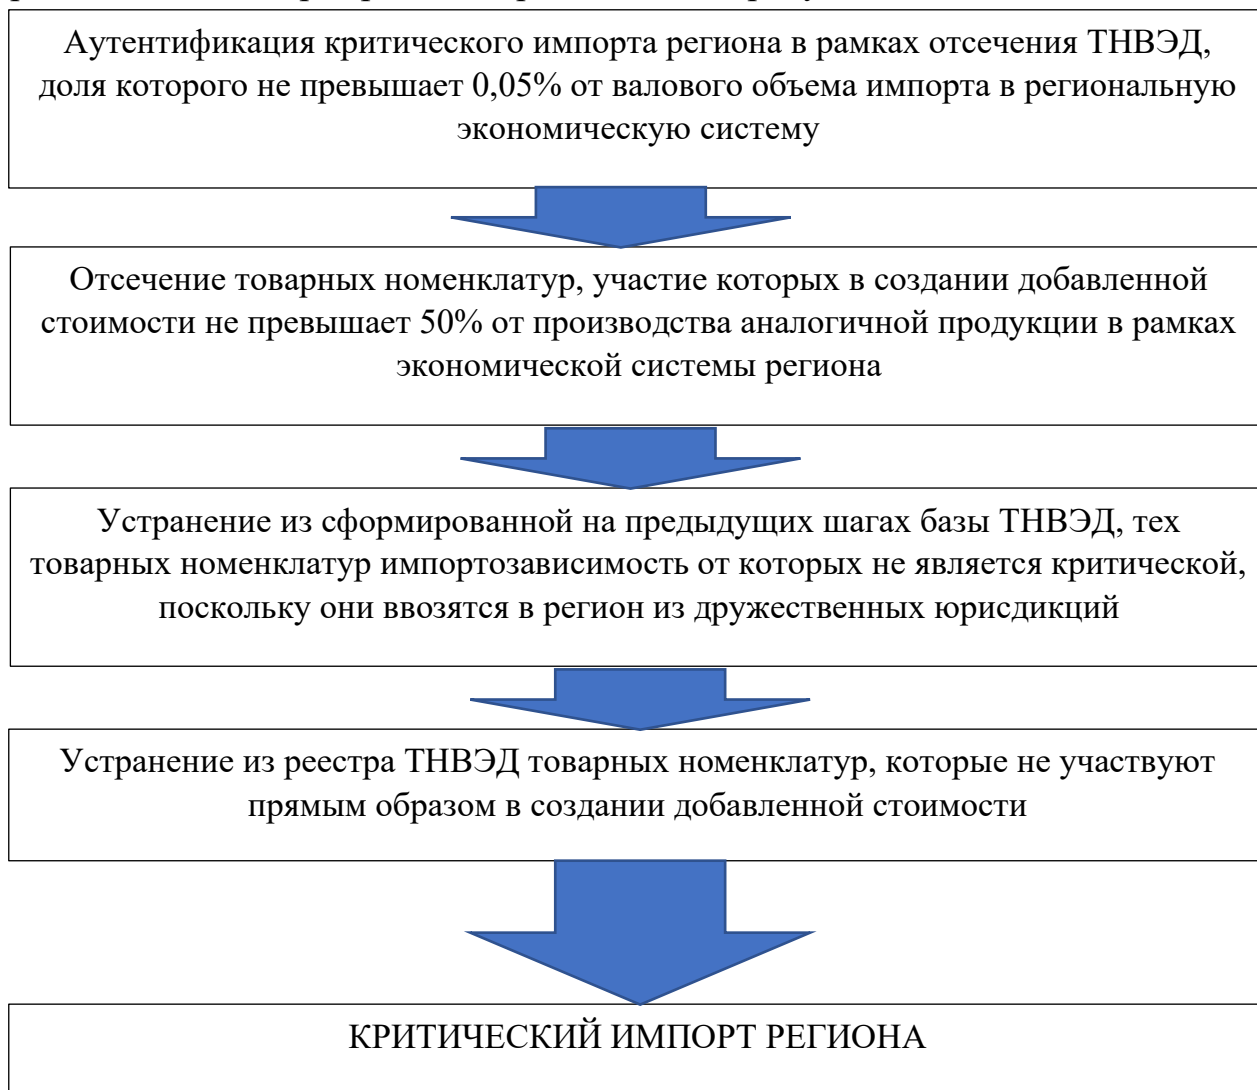 Аутентификация критического импорта региона в рамках отсечения ТНВЭД,
доля которого не превышает 0,05% от валового объема импорта в региональную
экономическую систему
Отсечение товарных номенклатур, участие которых в создании добавленной
стоимости не превышает 50% от производства аналогичной продукции в рамках
экономической системы региона
Устранение из сформированной на предыдущих шагах базы ТНВЭД, тех
товарных номенклатур импортозависимость от которых не является критической,
поскольку они ввозятся в регион из дружественных юрисдикций
Устранение из реестра ТНВЭД товарных номенклатур, которые не участвуют
прямым образом в создании добавленной стоимости
КРИТИЧЕСКИЙ ИМПОРТ РЕГИОНА